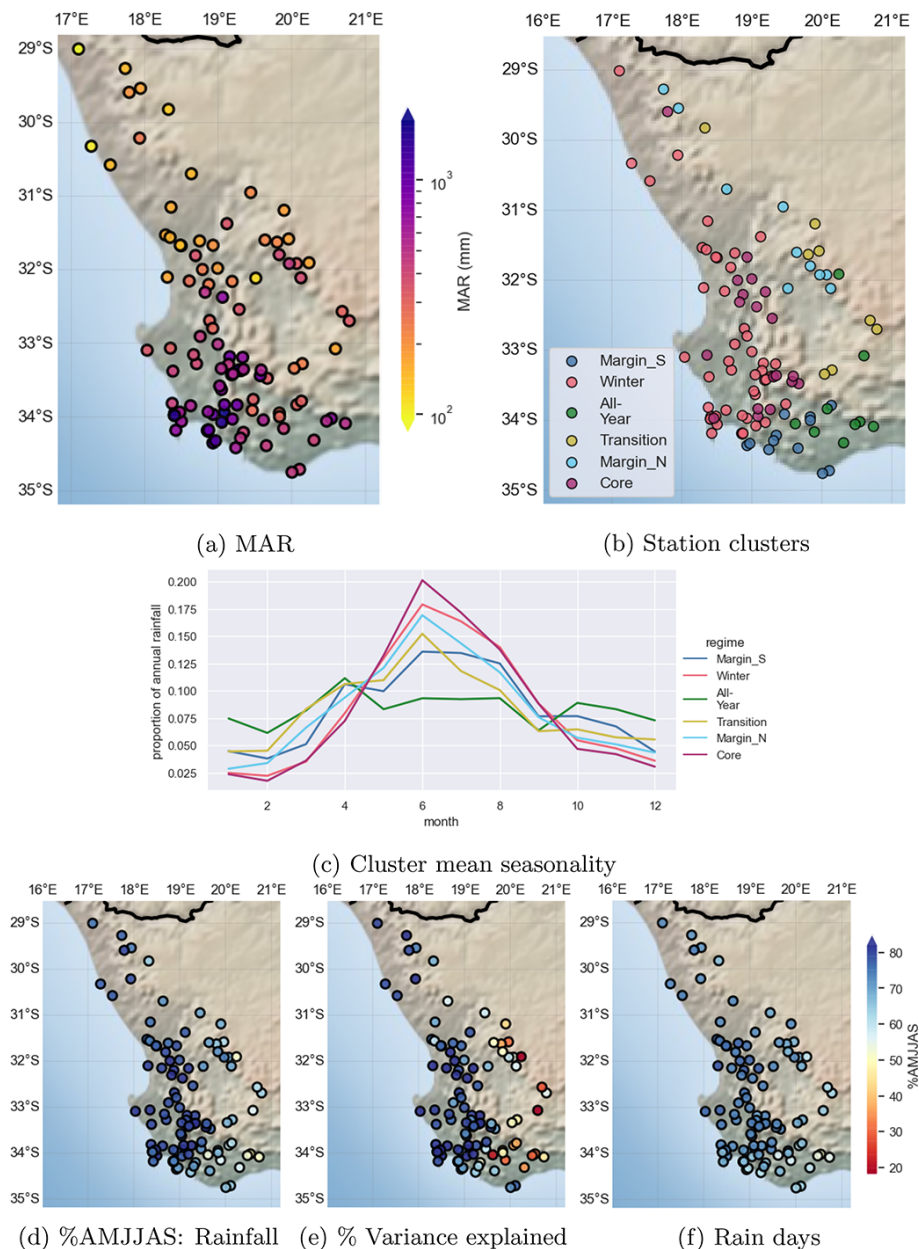 17°E 18°E 19°E 20°E 21°E
29°S
30°S
31°S
32°S
33°S
34°S
35°S
10³
MAR (mm)
10²
(a) MAR
16°E 17°E 18°E 19°E 20°E 21°E
29°S
30°S
31°S
32°S
33°S
34°S
35°S
Margin_S
Winter
All-
Year
Transition
Margin_N
Core
(b) Station clusters
0.200
0.175
0.150
0.125
0.100
0.075
0.050
0.025
proportion of annual rainfall
2 4 6 8 10 12
month
regime
Margin_S
Winter
All-
Year
Transition
Margin_N
Core
(c) Cluster mean seasonality
16°E 17°E 18°E 19°E 20°E 21°E
29°S
30°S
31°S
32°S
33°S
34°S
35°S
(d) %AMJJAS: Rainfall
16°E 17°E 18°E 19°E 20°E 21°E
29°S
30°S
31°S
32°S
33°S
34°S
35°S
(e) % Variance explained
16°E 17°E 18°E 19°E 20°E 21°E
29°S
30°S
31°S
32°S
33°S
34°S
35°S
80
70
60
50
40
30
20
%AMJJAS
(f) Rain days